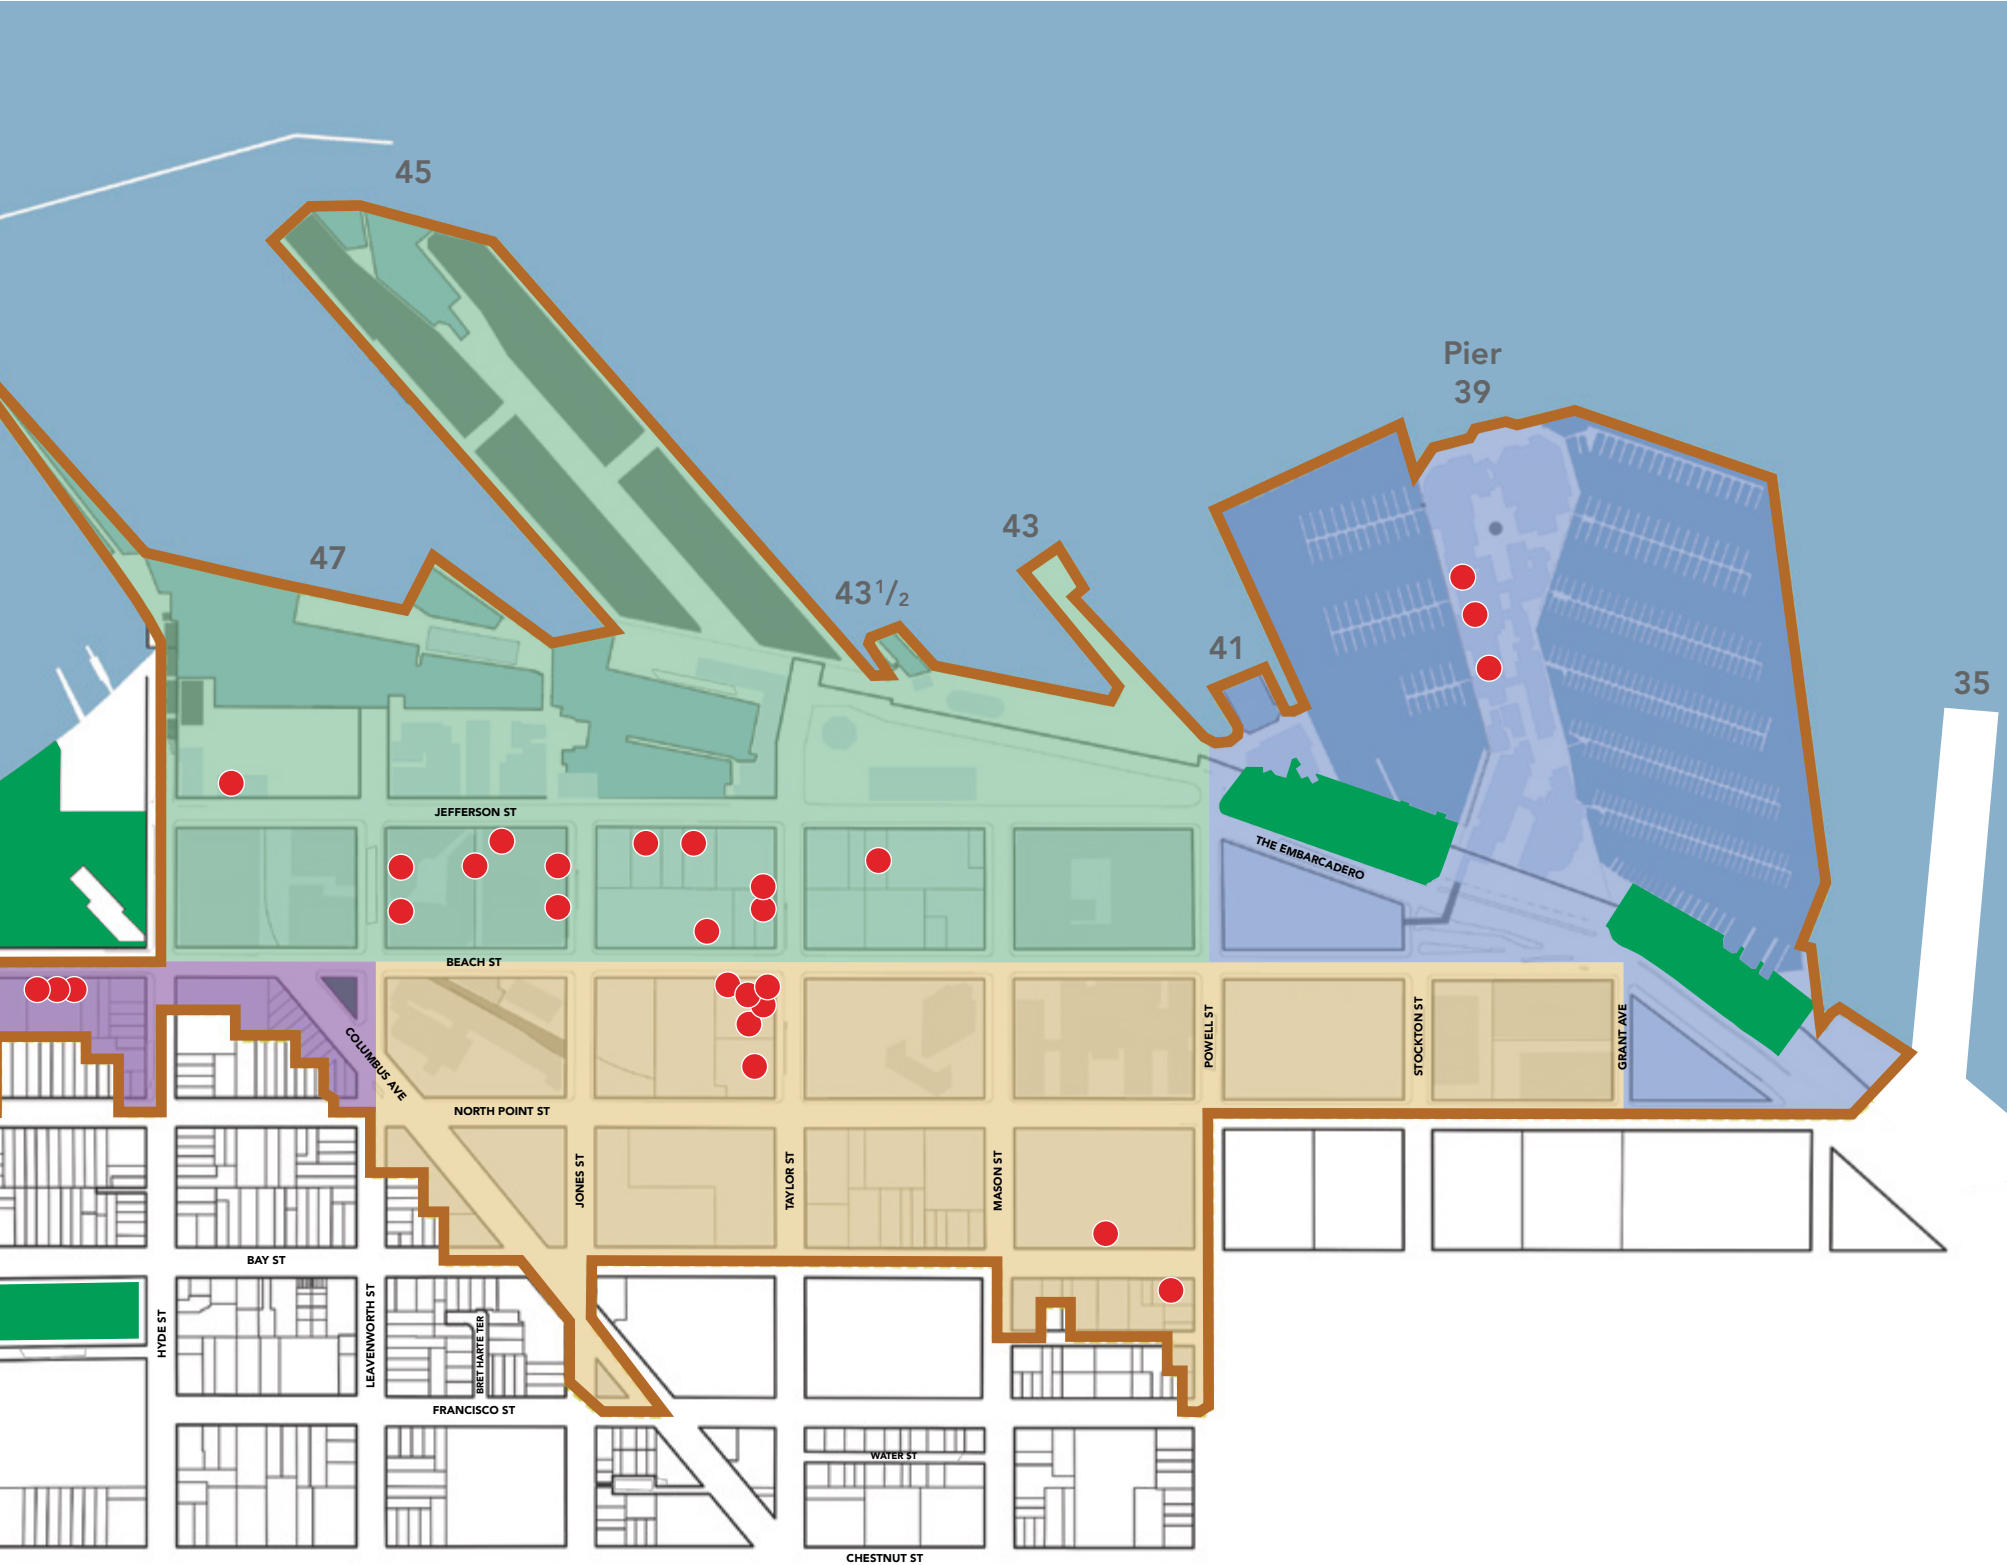 45
Pier
39
43
47
43 1/2
41
35
JEFFERSON ST
THE EMBARCADERO
BEACH ST
COLUMBUS AVE
POWELL ST
STOCKTON ST
GRANT AVE
NORTH POINT ST
JONES ST
TAYLOR ST
MASON ST
BAY ST
HYDE ST
LEAVENWORTH ST
BRET HARTE TER
FRANCISCO ST
WATER ST
CHESTNUT ST